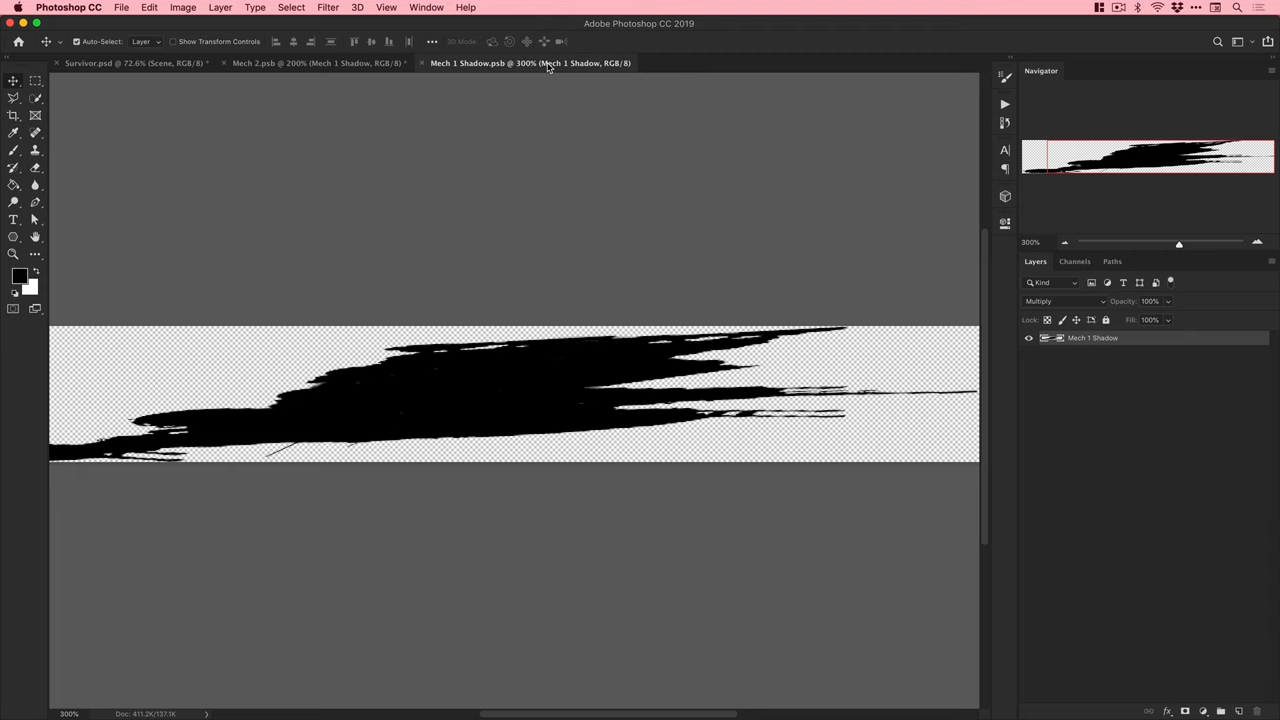 Photoshop CC File Edit Image Layer Type Select Filter 3D View Window Help
Adobe Photoshop CC 2019
Auto-Select: Layer Show Transform Controls 3D Mode:
Survivor.psd @ 72.6% (Scene, RGB/8) * Mech 2.psb @ 200% (Mech 1 Shadow, RGB/8) * Mech 1 Shadow.psb @ 300% (Mech 1 Shadow, RGB/8)
Navigator
300%
Layers Channels Paths
Kind
Multiply Opacity: 100%
Lock: Fill: 100%
Mech 1 Shadow
300% Doc: 411.2K/137.1K